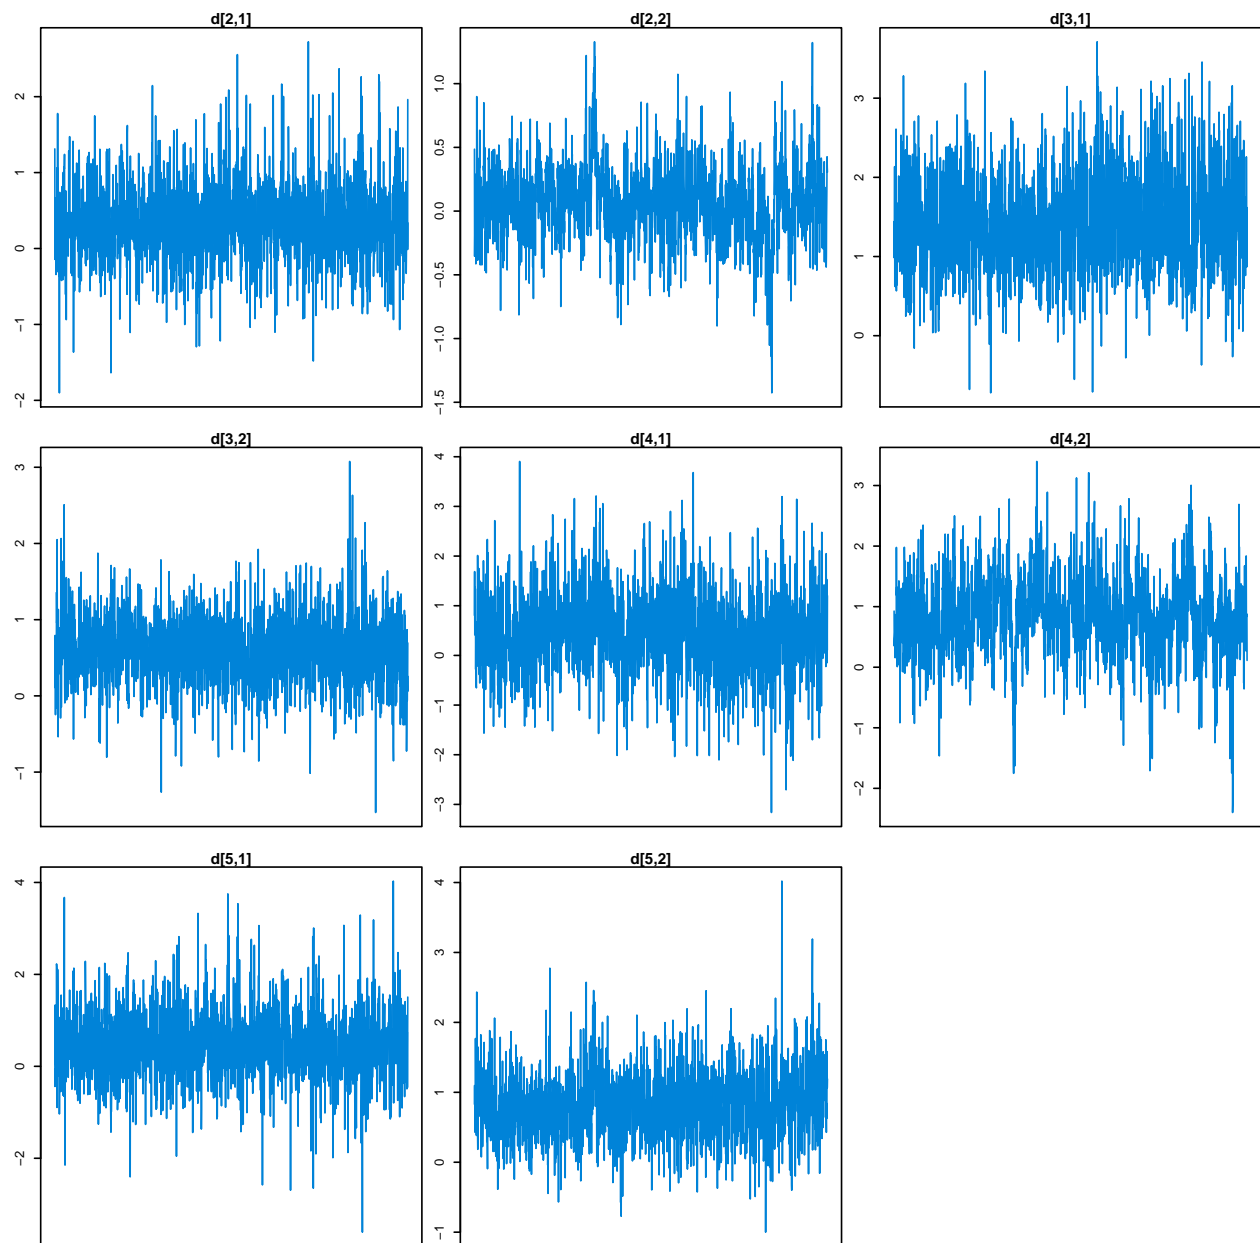 d[2,1] d[2,2] d[3,1]
2 1 0 −1 −2
1.0 0.5 0.0 −0.5 −1.0 −1.5
3 2 1 0
d[3,2] d[4,1] d[4,2]
3 2 1 0 −1
4 3 2 1 0 −1 −2 −3
3 2 1 0 −1 −2
d[5,1] d[5,2]
4 2 0 −2
4 3 2 1 0 −1